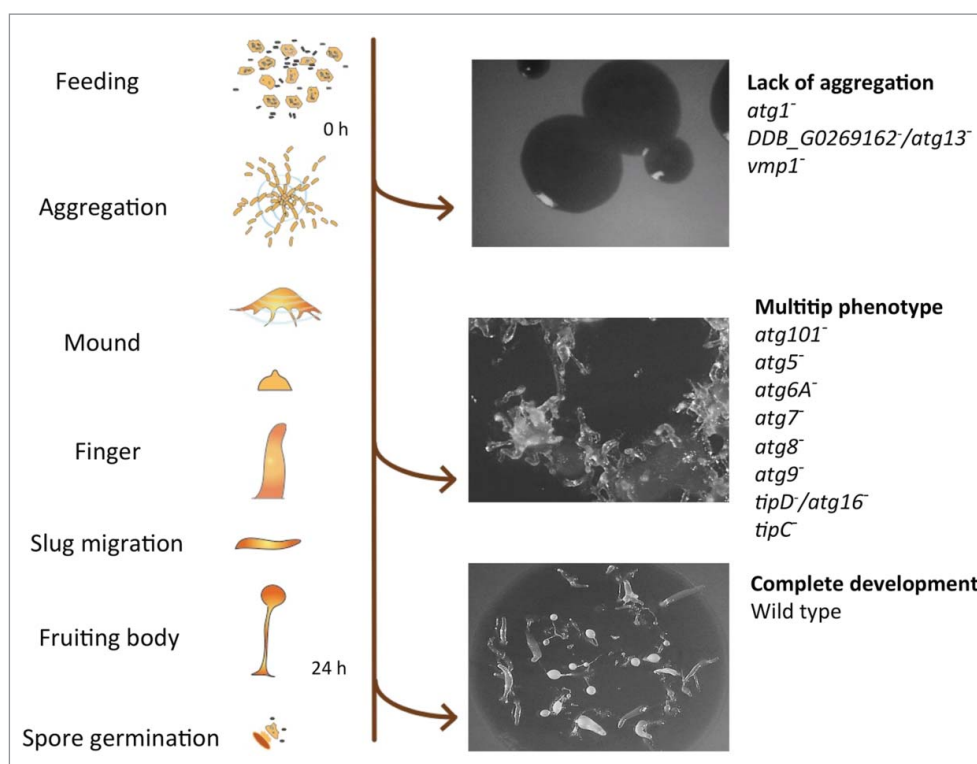 Feeding
0 h
Aggregation
Mound
Finger
Slug migration
Fruiting body
24 h
Spore germination
Lack of aggregation
atg1⁻
DDB_G0269162⁻/atg13⁻
vmp1⁻
Multitip phenotype
atg101⁻
atg5⁻
atg6A⁻
atg7⁻
atg8⁻
atg9⁻
tipD⁻/atg16⁻
tipC⁻
Complete development
Wild type